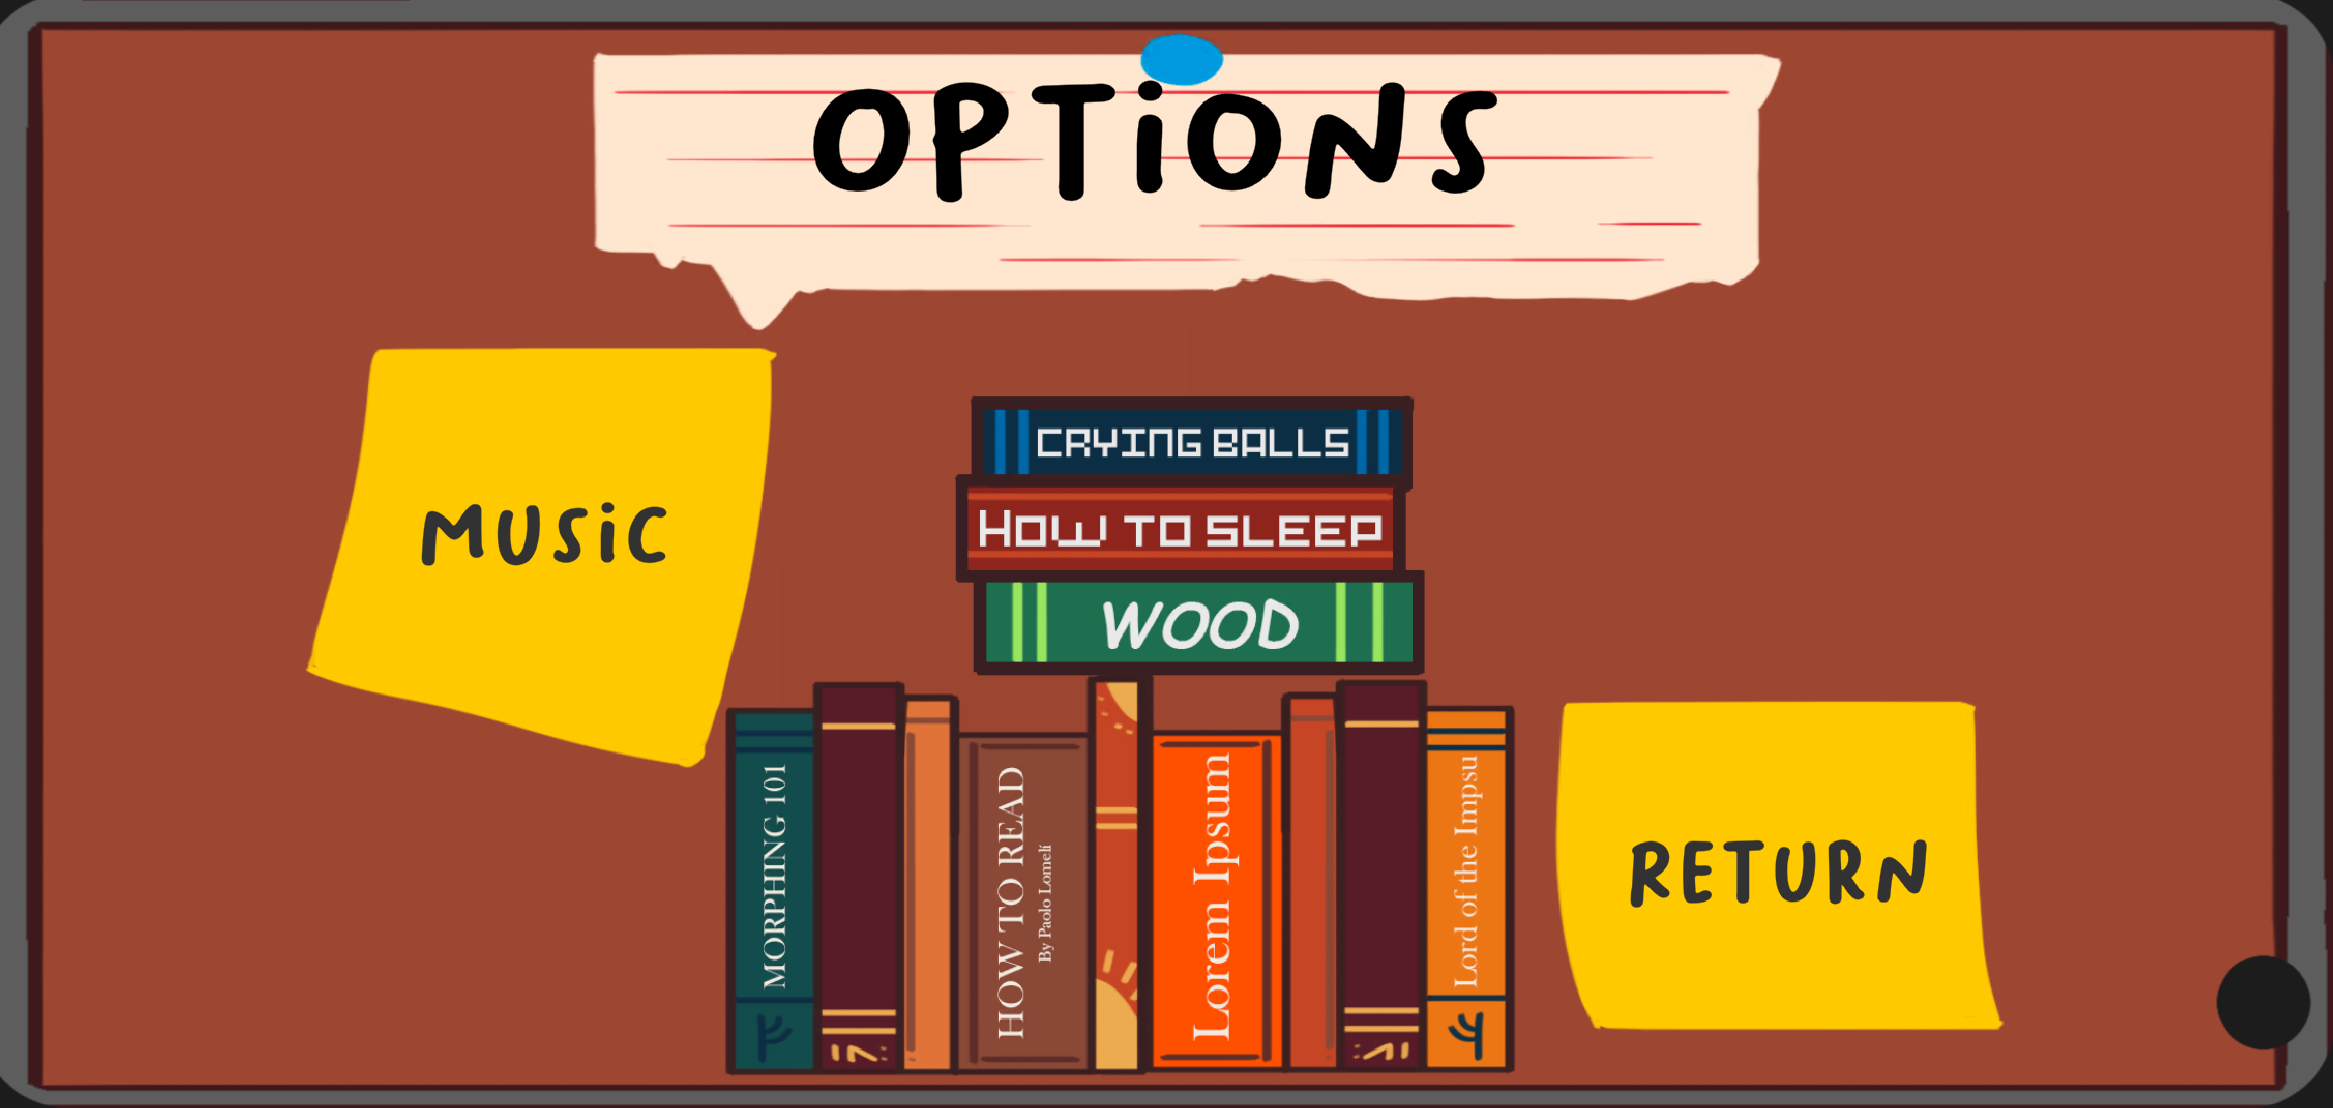 OPTiONS
MUSiC
CRYING BALLS
HOW TO SLEEP
WOOD
MORPHING 101
HOW TO READ
By Paolo Lomelí
Lorem Ipsum
Lord of the Impsu
RETURN